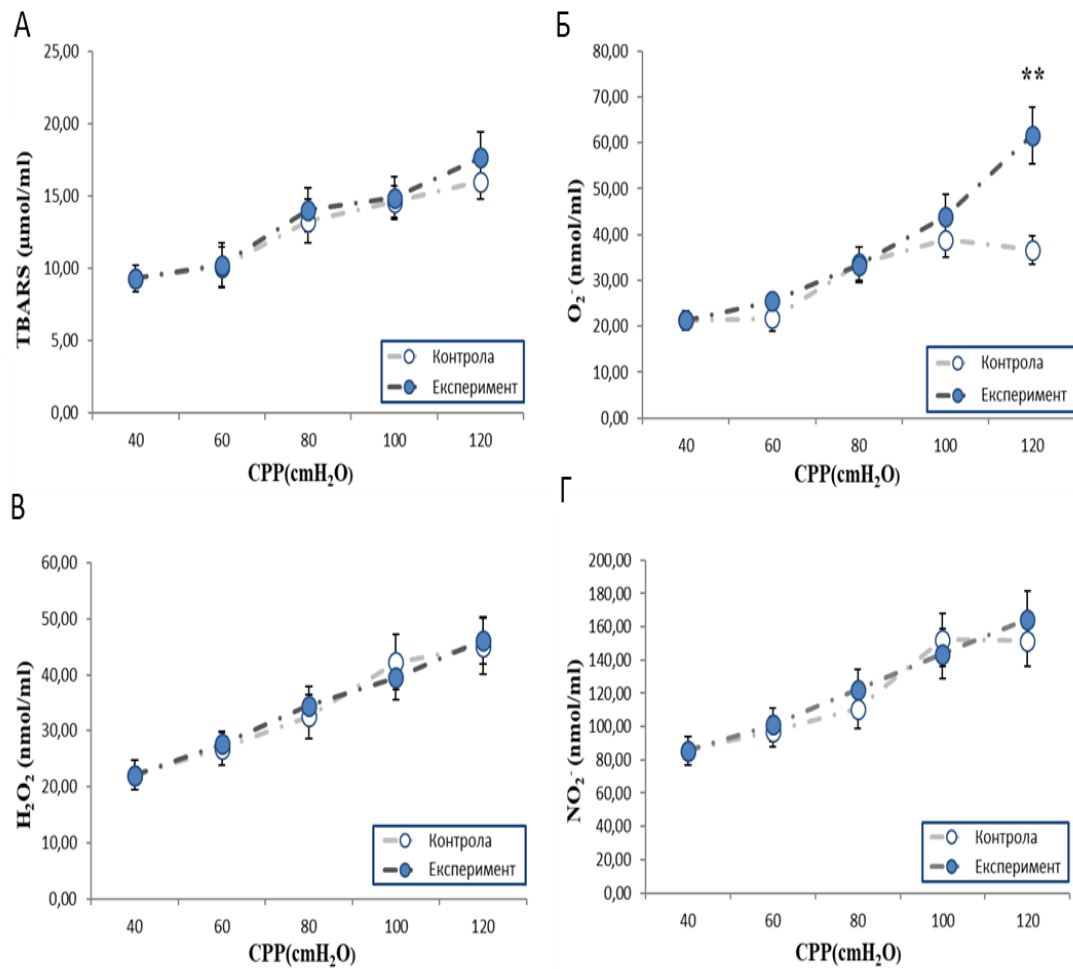 А
TBARS (µmol/ml)
25,00
20,00
15,00
10,00
5,00
0,00
40 60 80 100 120
CPP(cmH₂O)
Контрола
Експеримент
Б
O₂⁻ (nmol/ml)
80,00
70,00
60,00
50,00
40,00
30,00
20,00
10,00
0,00
**
40 60 80 100 120
CPP(cmH₂O)
Контрола
Експеримент
В
H₂O₂ (nmol/ml)
60,00
50,00
40,00
30,00
20,00
10,00
0,00
40 60 80 100 120
CPP(cmH₂O)
Контрола
Експеримент
Г
NO₂⁻ (nmol/ml)
200,00
180,00
160,00
140,00
120,00
100,00
80,00
60,00
40,00
20,00
0,00
40 60 80 100 120
CPP(cmH₂O)
Контрола
Експеримент